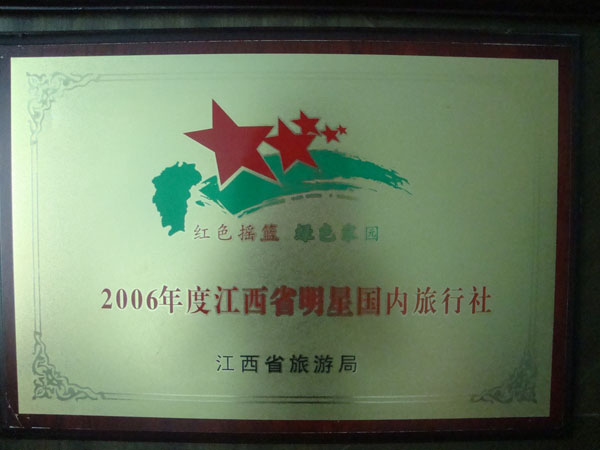 红色摇篮 绿色家园
2006年度江西省明星国内旅行社
江西省旅游局